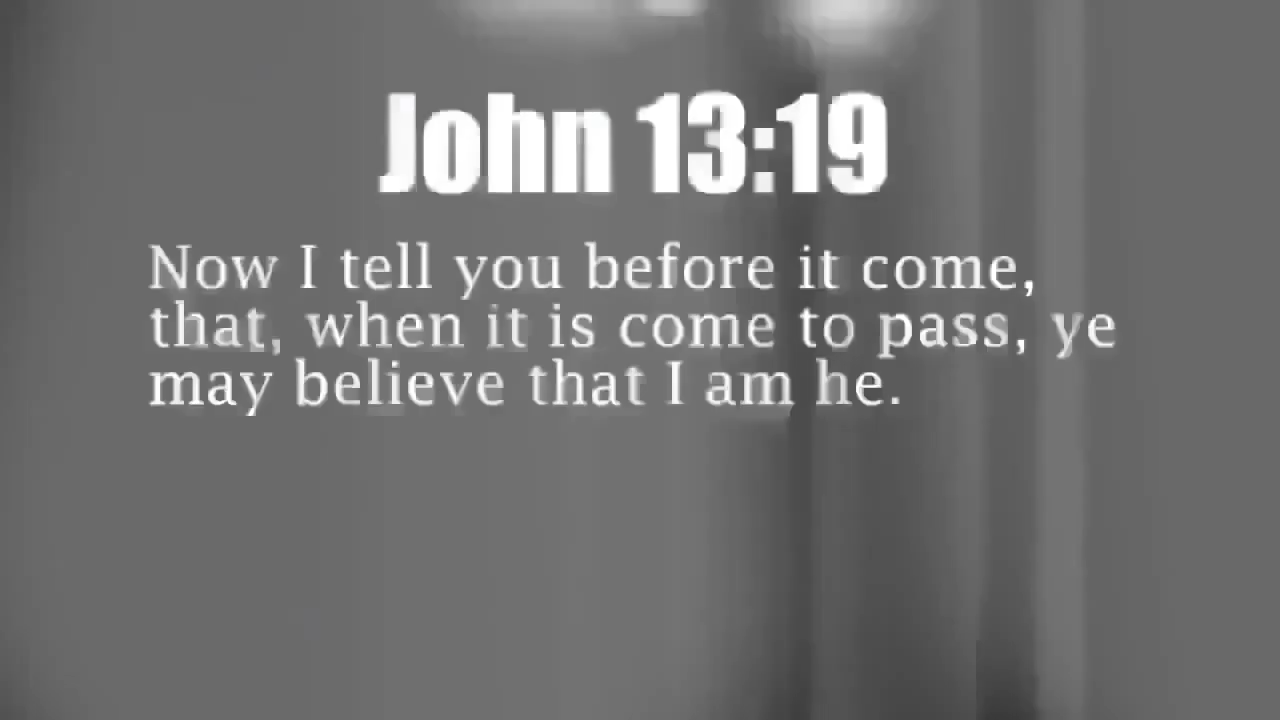 John 13:19
Now I tell you before it come,
that, when it is come to pass, ye
may believe that I am he.